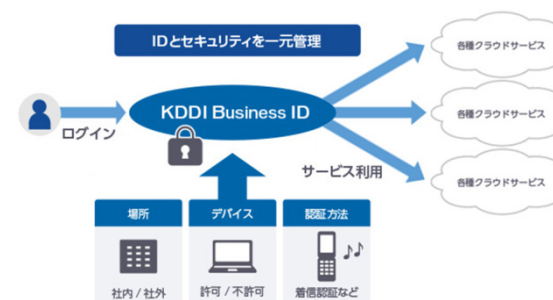 IDとセキュリティを一元管理
各種クラウドサービス
KDDI Business ID
各種クラウドサービス
ログイン
サービス利用
各種クラウドサービス
場所
デバイス
認証方法
社内 / 社外
許可 / 不許可
着信認証など